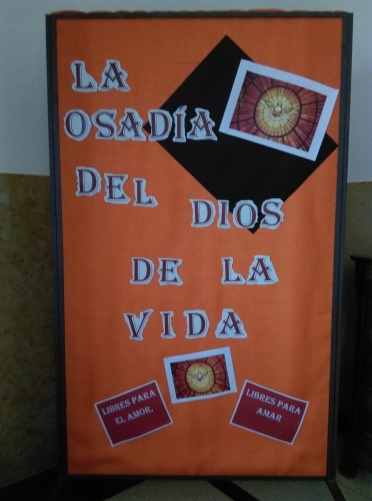 LA
OSADÍA
DEL DIOS
DE LA
VIDA
LIBRES PARA
EL AMOR,
LIBRES PARA
AMAR